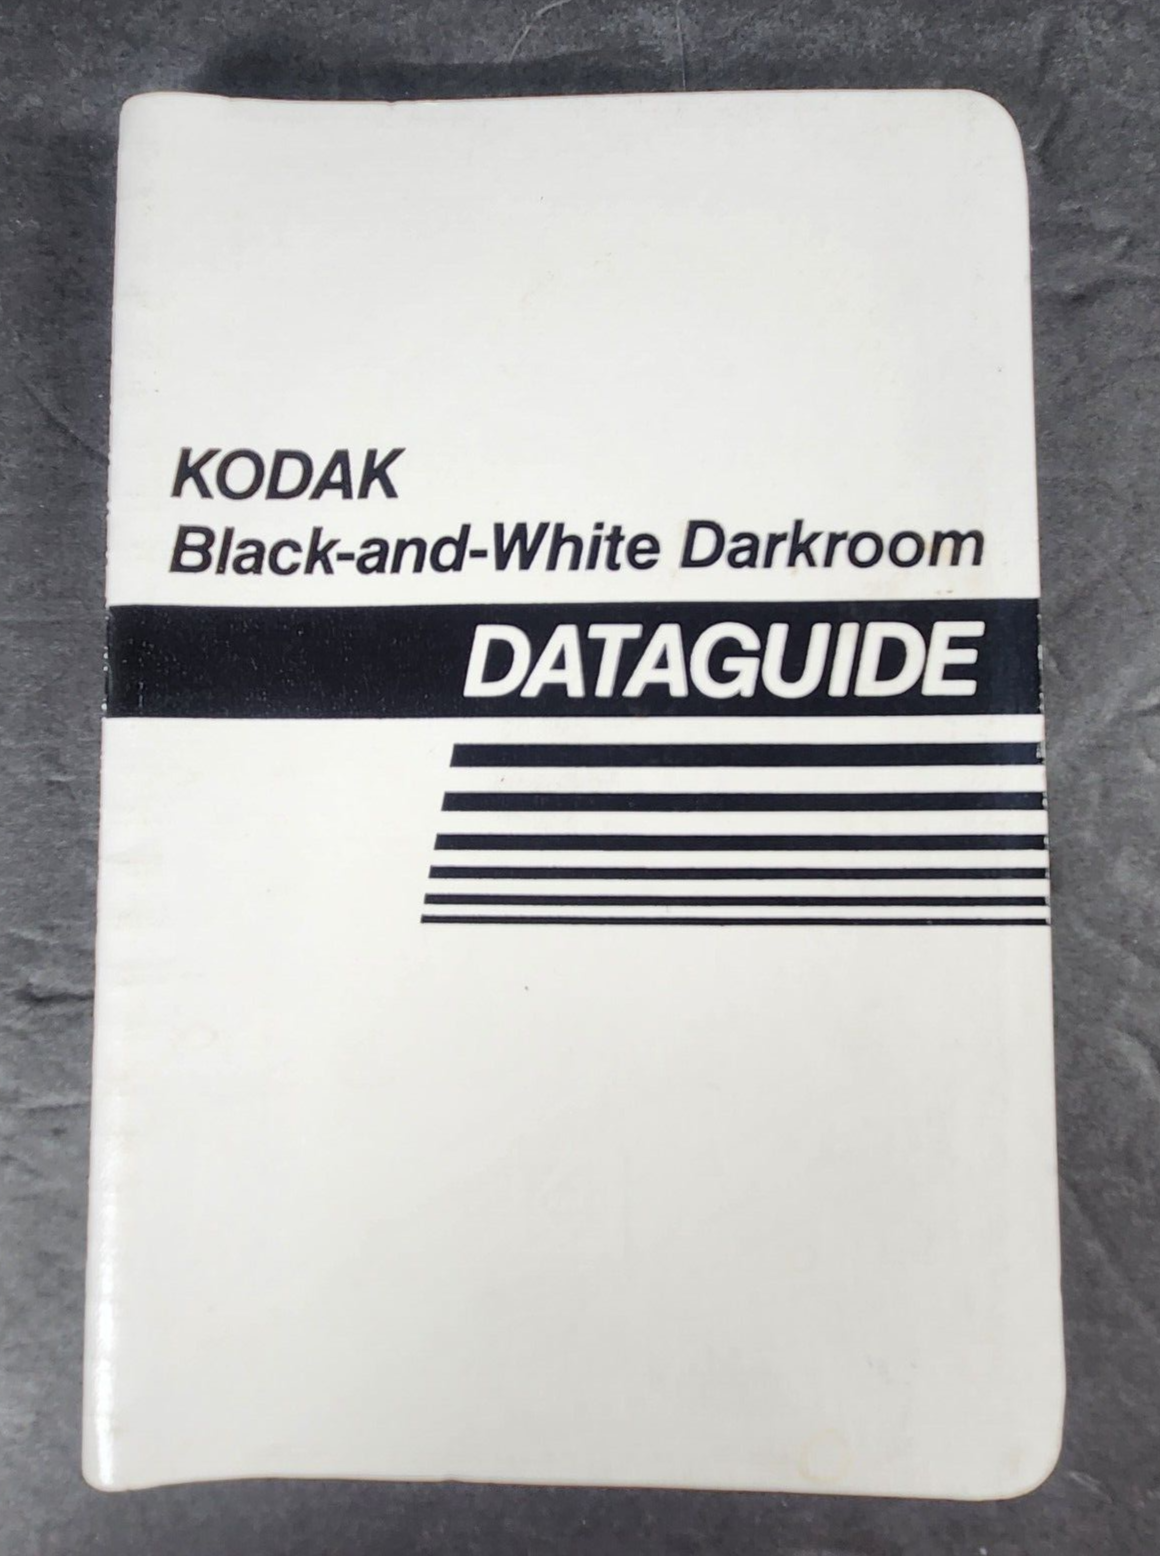 KODAK
Black-and-White Darkroom
DATAGUIDE